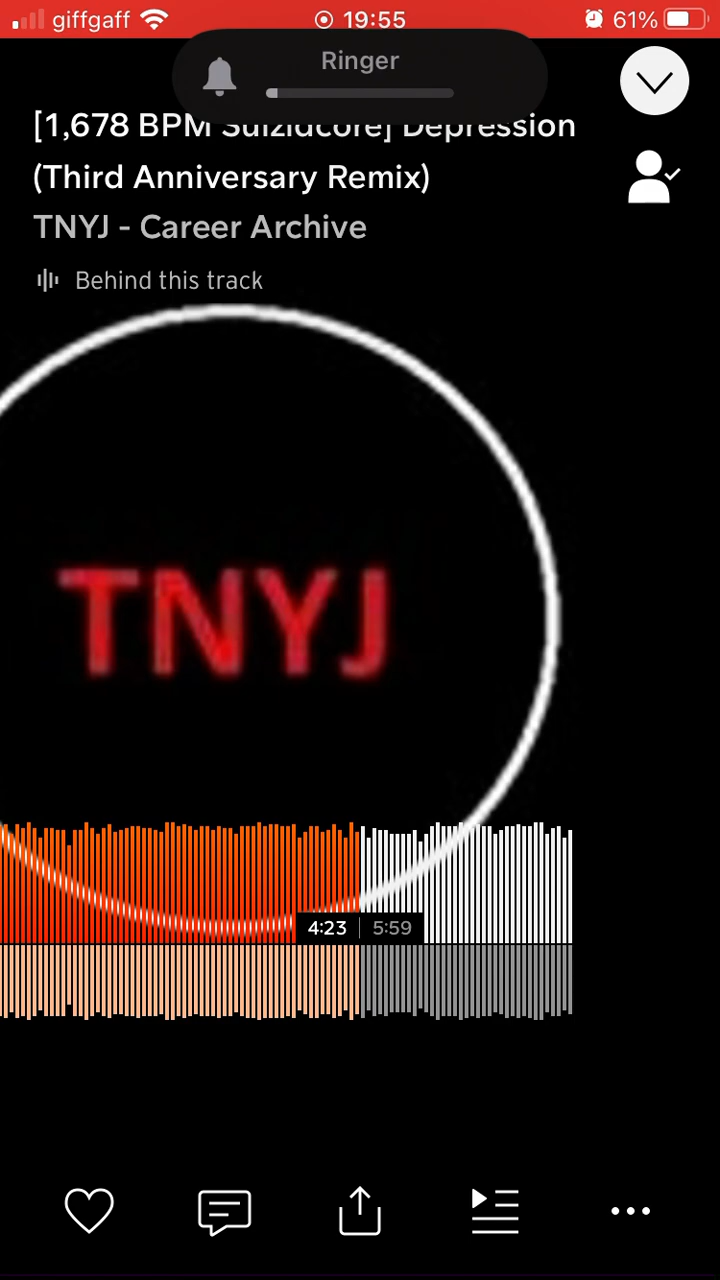 giffgaff 19:55 61%
Ringer
[1,678 BPM Suizidcore] Depression
(Third Anniversary Remix)
TNYJ - Career Archive
Behind this track
TNYJ
4:23 5:59